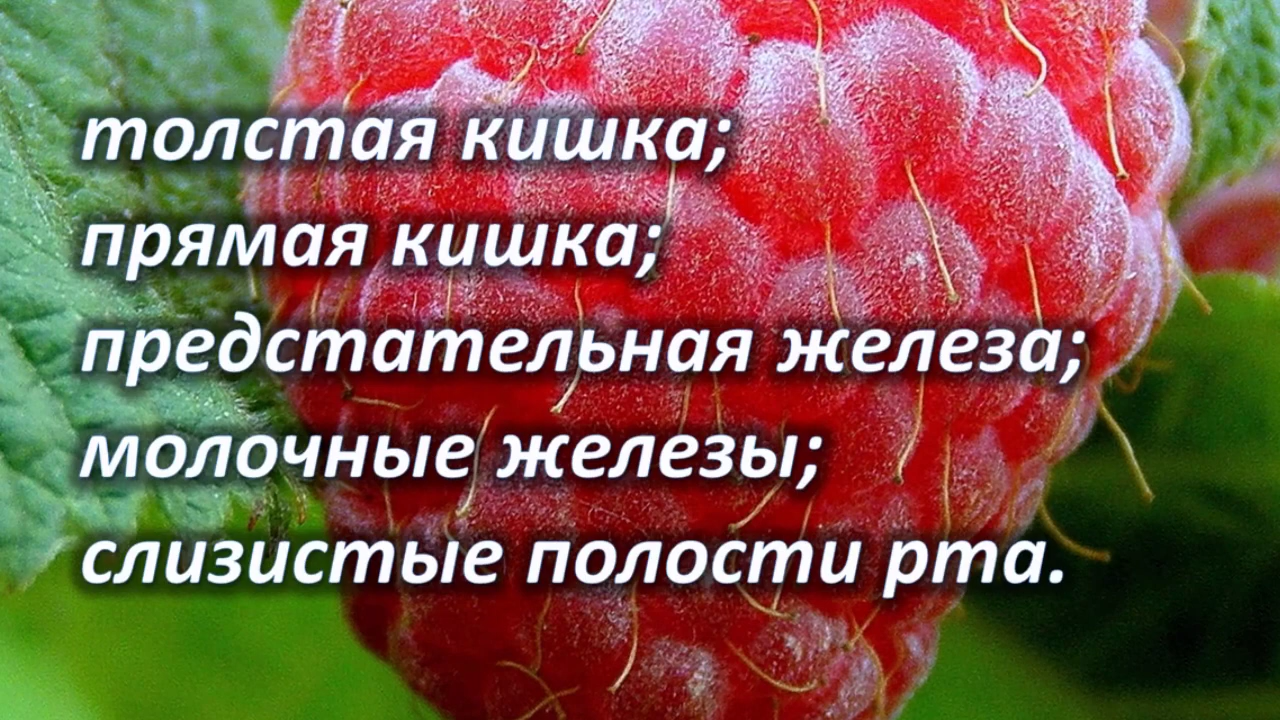 толстая кишка;
прямая кишка;
предстательная железа;
молочные железы;
слизистые полости рта.